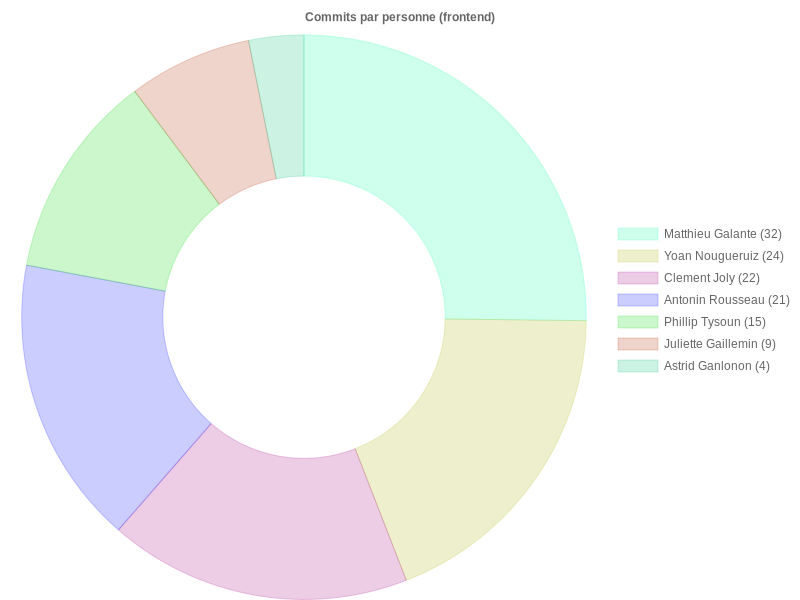 Commits par personne (frontend)
Matthieu Galante (32)
Yoan Nougueruiz (24)
Clement Joly (22)
Antonin Rousseau (21)
Phillip Tysoun (15)
Juliette Gaillemin (9)
Astrid Ganlonon (4)